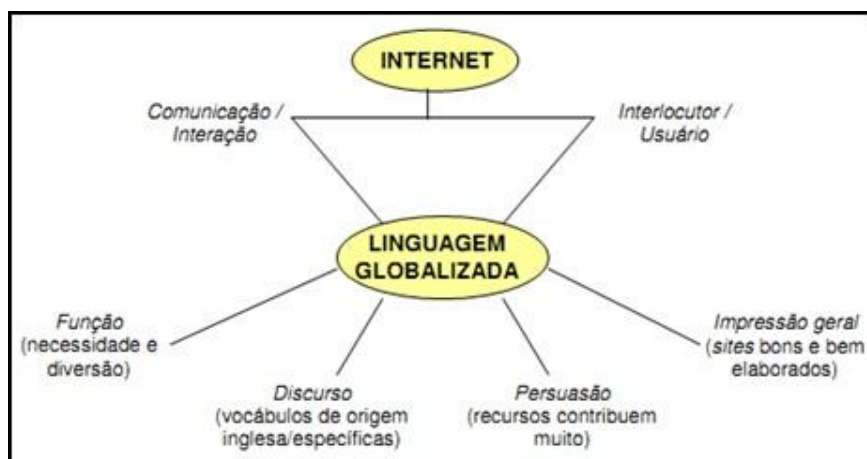 INTERNET
Comunicação /
Interação
Interlocutor /
Usuário
LINGUAGEM
GLOBALIZADA
Função
(necessidade e
diversão)
Discurso
(vocábulos de origem
inglesa/específicas)
Persuasão
(recursos contribuem
muito)
Impressão geral
(sites bons e bem
elaborados)